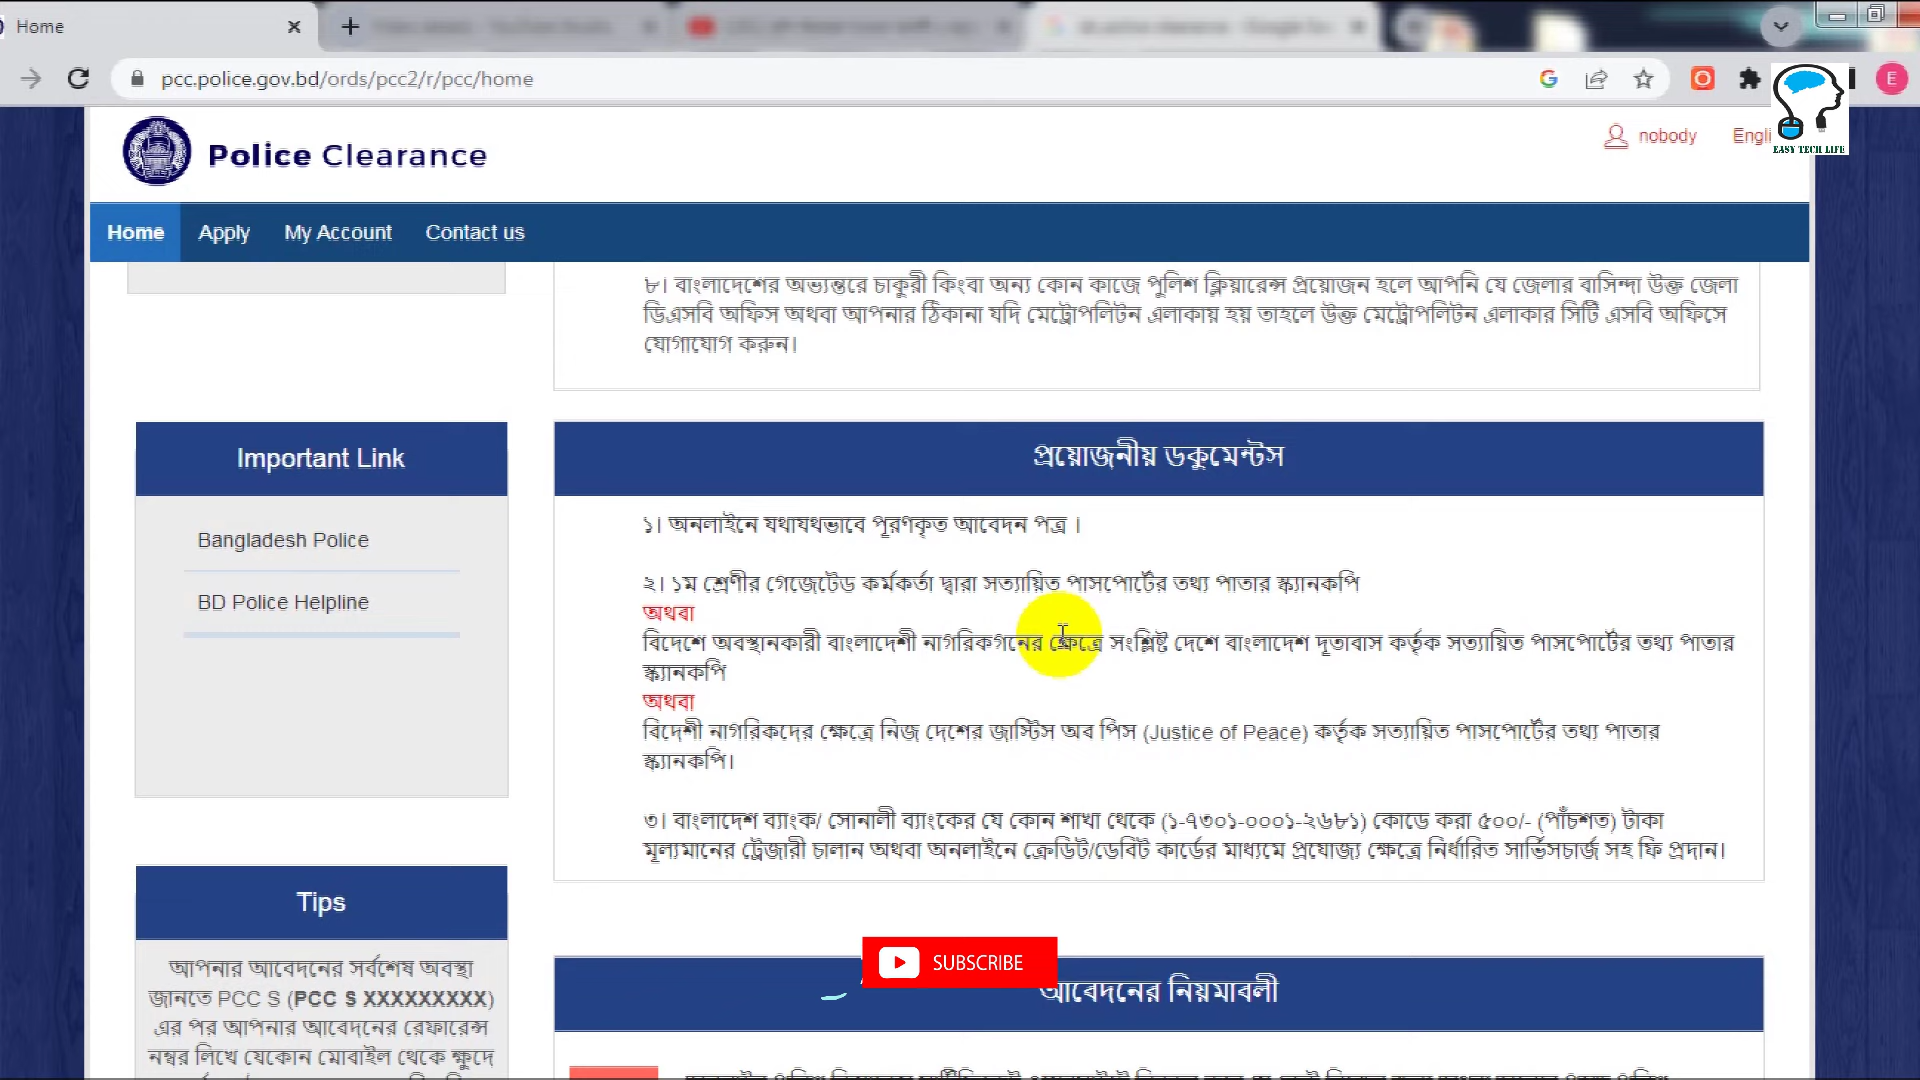 Home
pcc.police.gov.bd/ords/pcc2/r/pcc/home
E
EASY TECH LIFE
Police Clearance
nobody
Engli
Home Apply My Account Contact us
৮। বাংলাদেশের অভ্যন্তরে চাকুরী কিংবা অন্য কোন কাজে পুলিশ ক্লিয়ারেন্স প্রয়োজন হলে আপনি যে জেলার বাসিন্দা উক্ত জেলা
ডিএসবি অফিস অথবা আপনার ঠিকানা যদি মেট্রোপলিটন এলাকায় হয় তাহলে উক্ত মেট্রোপলিটন এলাকার সিটি এসবি অফিসে
যোগাযোগ করুন।
Important Link
Bangladesh Police
BD Police Helpline
প্রয়োজনীয় ডকুমেন্টস
১। অনলাইনে যথাযথভাবে পূরণকৃত আবেদন পত্র ।
২। ১ম শ্রেণীর গেজেটেড কর্মকর্তা দ্বারা সত্যায়িত পাসপোর্টের তথ্য পাতার স্ক্যানকপি
অথবা
বিদেশে অবস্থানকারী বাংলাদেশী নাগরিকগনের ক্ষেত্রে সংশ্লিষ্ট দেশে বাংলাদেশ দূতাবাস কর্তৃক সত্যায়িত পাসপোর্টের তথ্য পাতার
স্ক্যানকপি
অথবা
বিদেশী নাগরিকদের ক্ষেত্রে নিজ দেশের জাস্টিস অব পিস (Justice of Peace) কর্তৃক সত্যায়িত পাসপোর্টের তথ্য পাতার
স্ক্যানকপি।
৩। বাংলাদেশ ব্যাংক/ সোনালী ব্যাংকের যে কোন শাখা থেকে (১-৭৩০১-০০০১-২৬৮১) কোডে করা ৫০০/- (পাঁচশত) টাকা
মূল্যমানের ট্রেজারী চালান অথবা অনলাইনে ক্রেডিট/ডেবিট কার্ডের মাধ্যমে প্রযোজ্য ক্ষেত্রে নির্ধারিত সার্ভিসচার্জ সহ ফি প্রদান।
Tips
আপনার আবেদনের সর্বশেষ অবস্থা
জানতে PCC S (PCC S XXXXXXXXX)
এর পর আপনার আবেদনের রেফারেন্স
নম্বর লিখে যেকোন মোবাইল থেকে ক্ষুদে
SUBSCRIBE
আবেদনের নিয়মাবলী